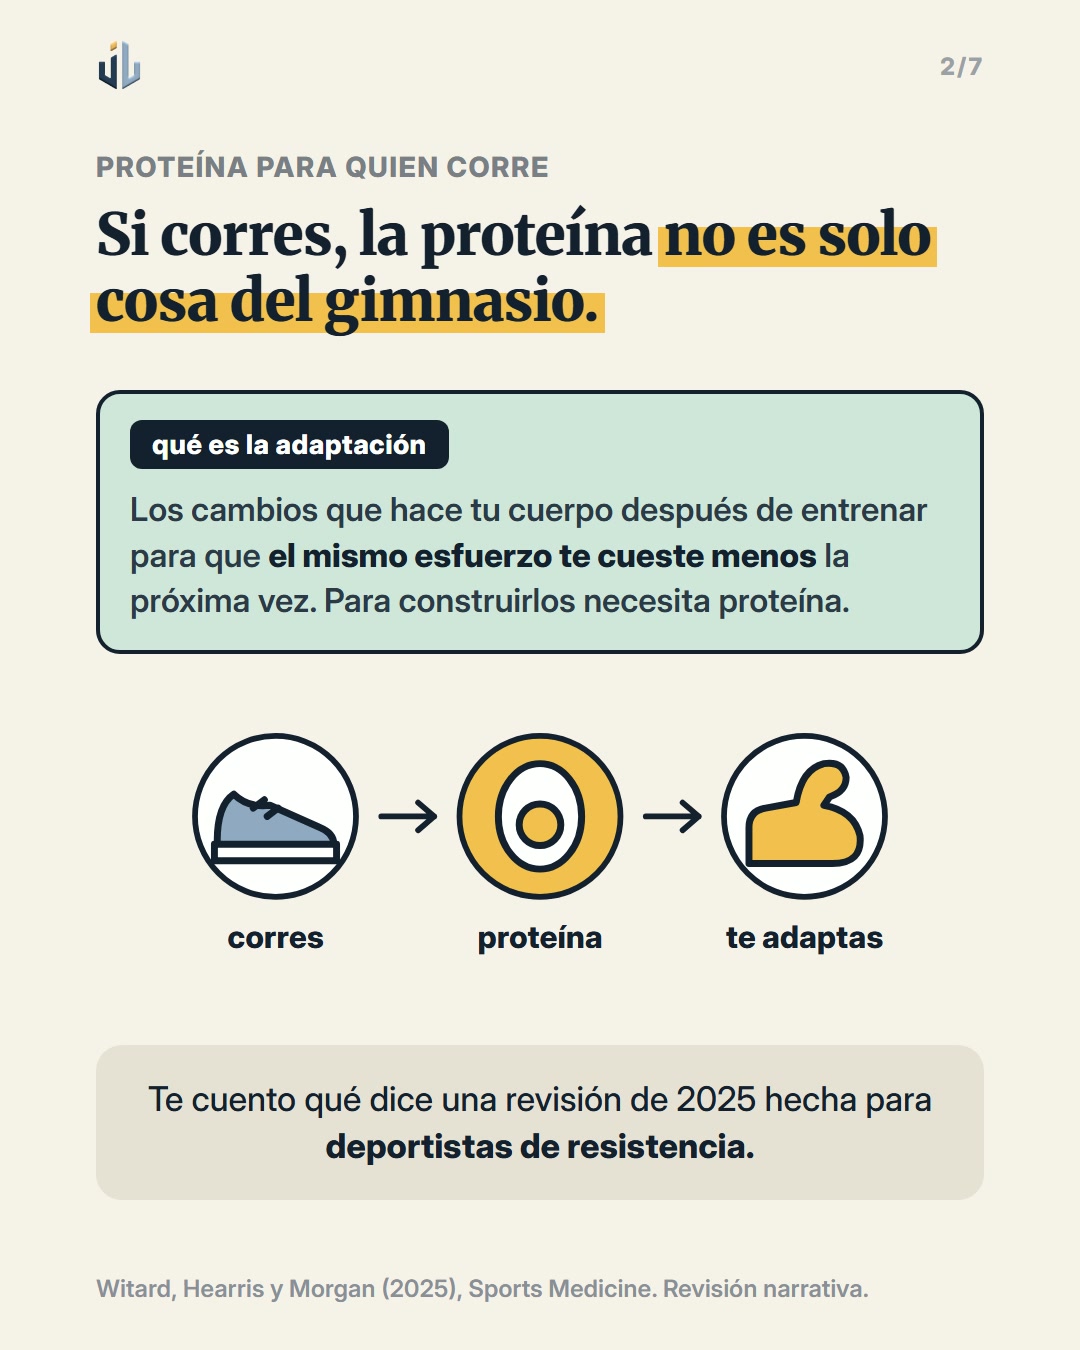 2/7
PROTEÍNA PARA QUIEN CORRE
Si corres, la proteína no es solo
cosa del gimnasio.
qué es la adaptación
Los cambios que hace tu cuerpo después de entrenar
para que el mismo esfuerzo te cueste menos la
próxima vez. Para construirlos necesita proteína.
corres
proteína
te adaptas
Te cuento qué dice una revisión de 2025 hecha para
deportistas de resistencia.
Witard, Hearris y Morgan (2025), Sports Medicine. Revisión narrativa.